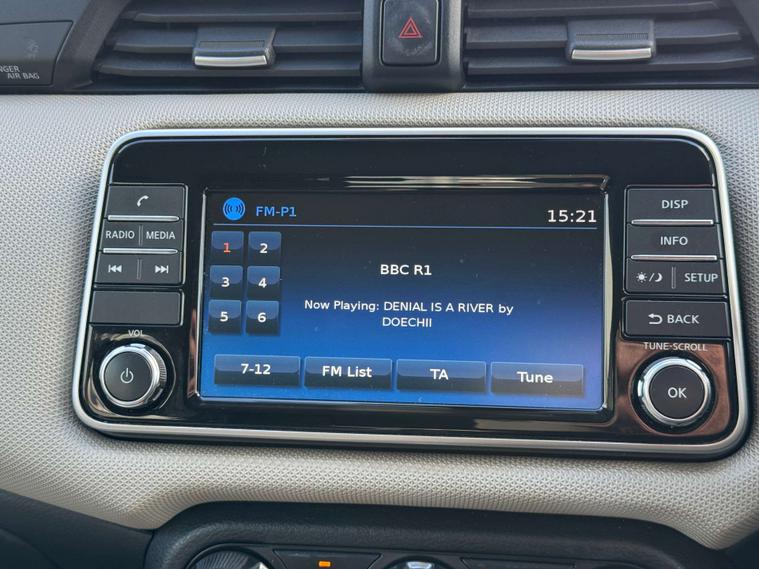 NGER
AIR BAG
RADIO MEDIA
VOL
FM-P1
15:21
1 2
3 4
5 6
BBC R1
Now Playing: DENIAL IS A RIVER by
DOECHII
7-12 FM List TA Tune
DISP
INFO
SETUP
BACK
TUNE-SCROLL
OK